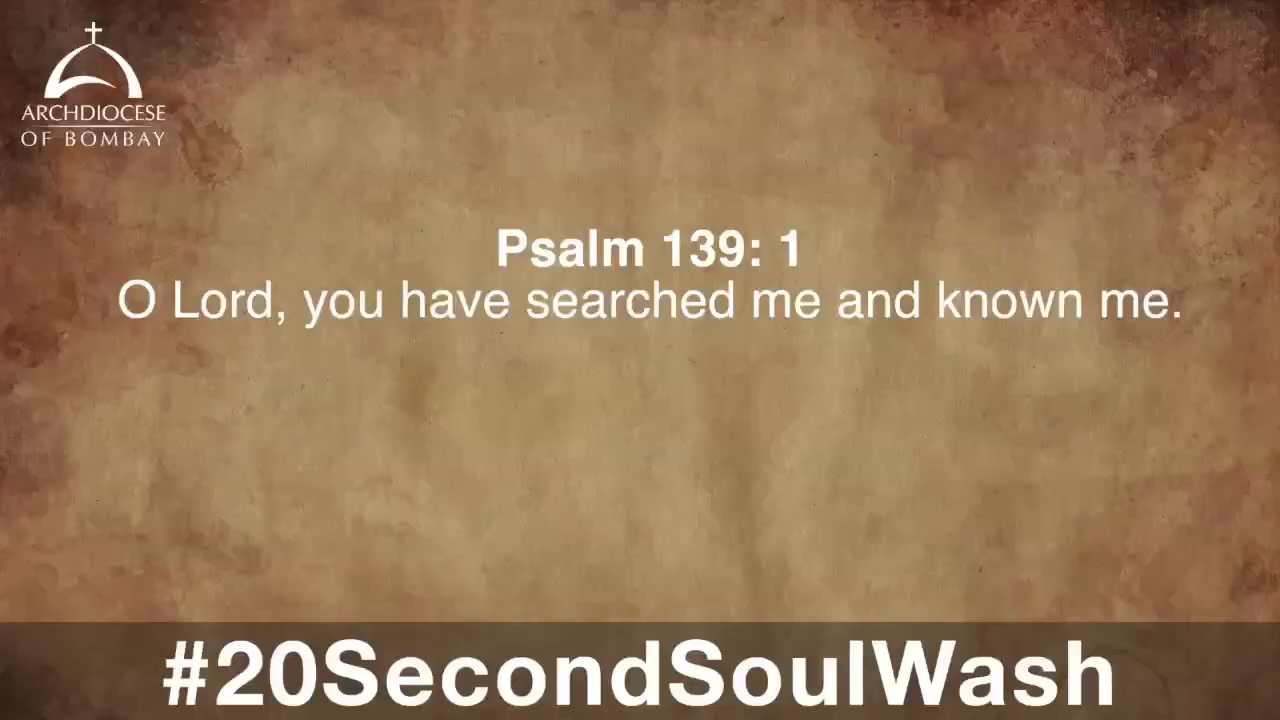 ARCHDIOCESE
OF BOMBAY
Psalm 139: 1
O Lord, you have searched me and known me.
#20SecondSoulWash